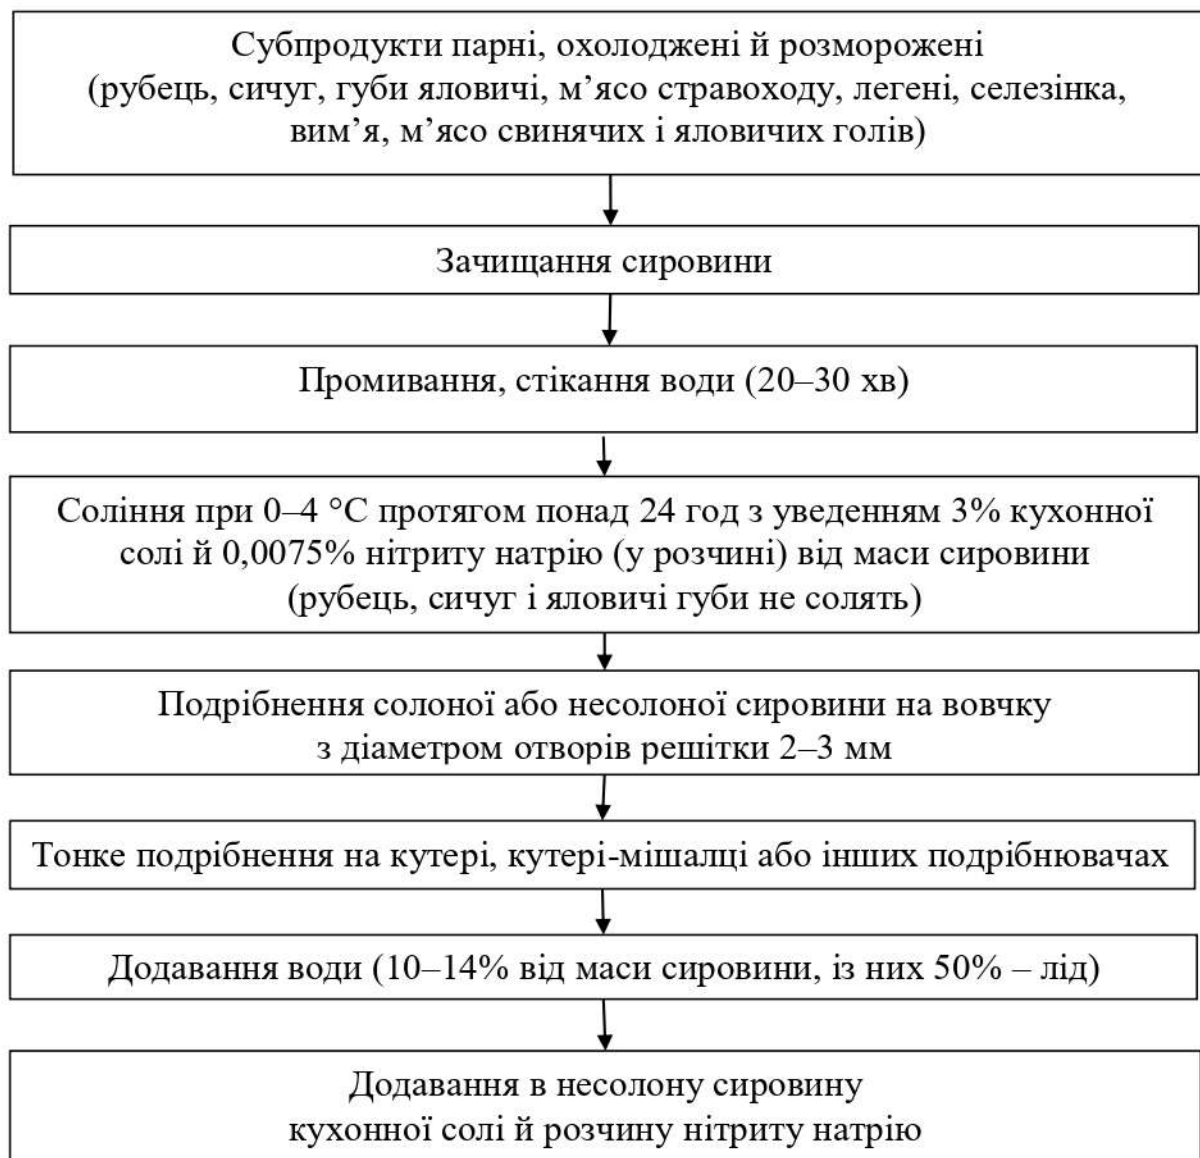 Субпродукти парні, охолоджені й розморожені
(рубець, сичуг, губи яловичі, м’ясо стравоходу, легені, селезінка,
вим’я, м’ясо свинячих і яловичих голів)
Зачищання сировини
Промивання, стікання води (20–30 хв)
Соління при 0–4 °С протягом понад 24 год з уведенням 3% кухонної
солі й 0,0075% нітриту натрію (у розчині) від маси сировини
(рубець, сичуг і яловичі губи не солять)
Подрібнення солоної або несолоної сировини на вовчку
з діаметром отворів решітки 2–3 мм
Тонке подрібнення на кутері, кутері-мішалці або інших подрібнювачах
Додавання води (10–14% від маси сировини, із них 50% – лід)
Додавання в несолону сировину
кухонної солі й розчину нітриту натрію